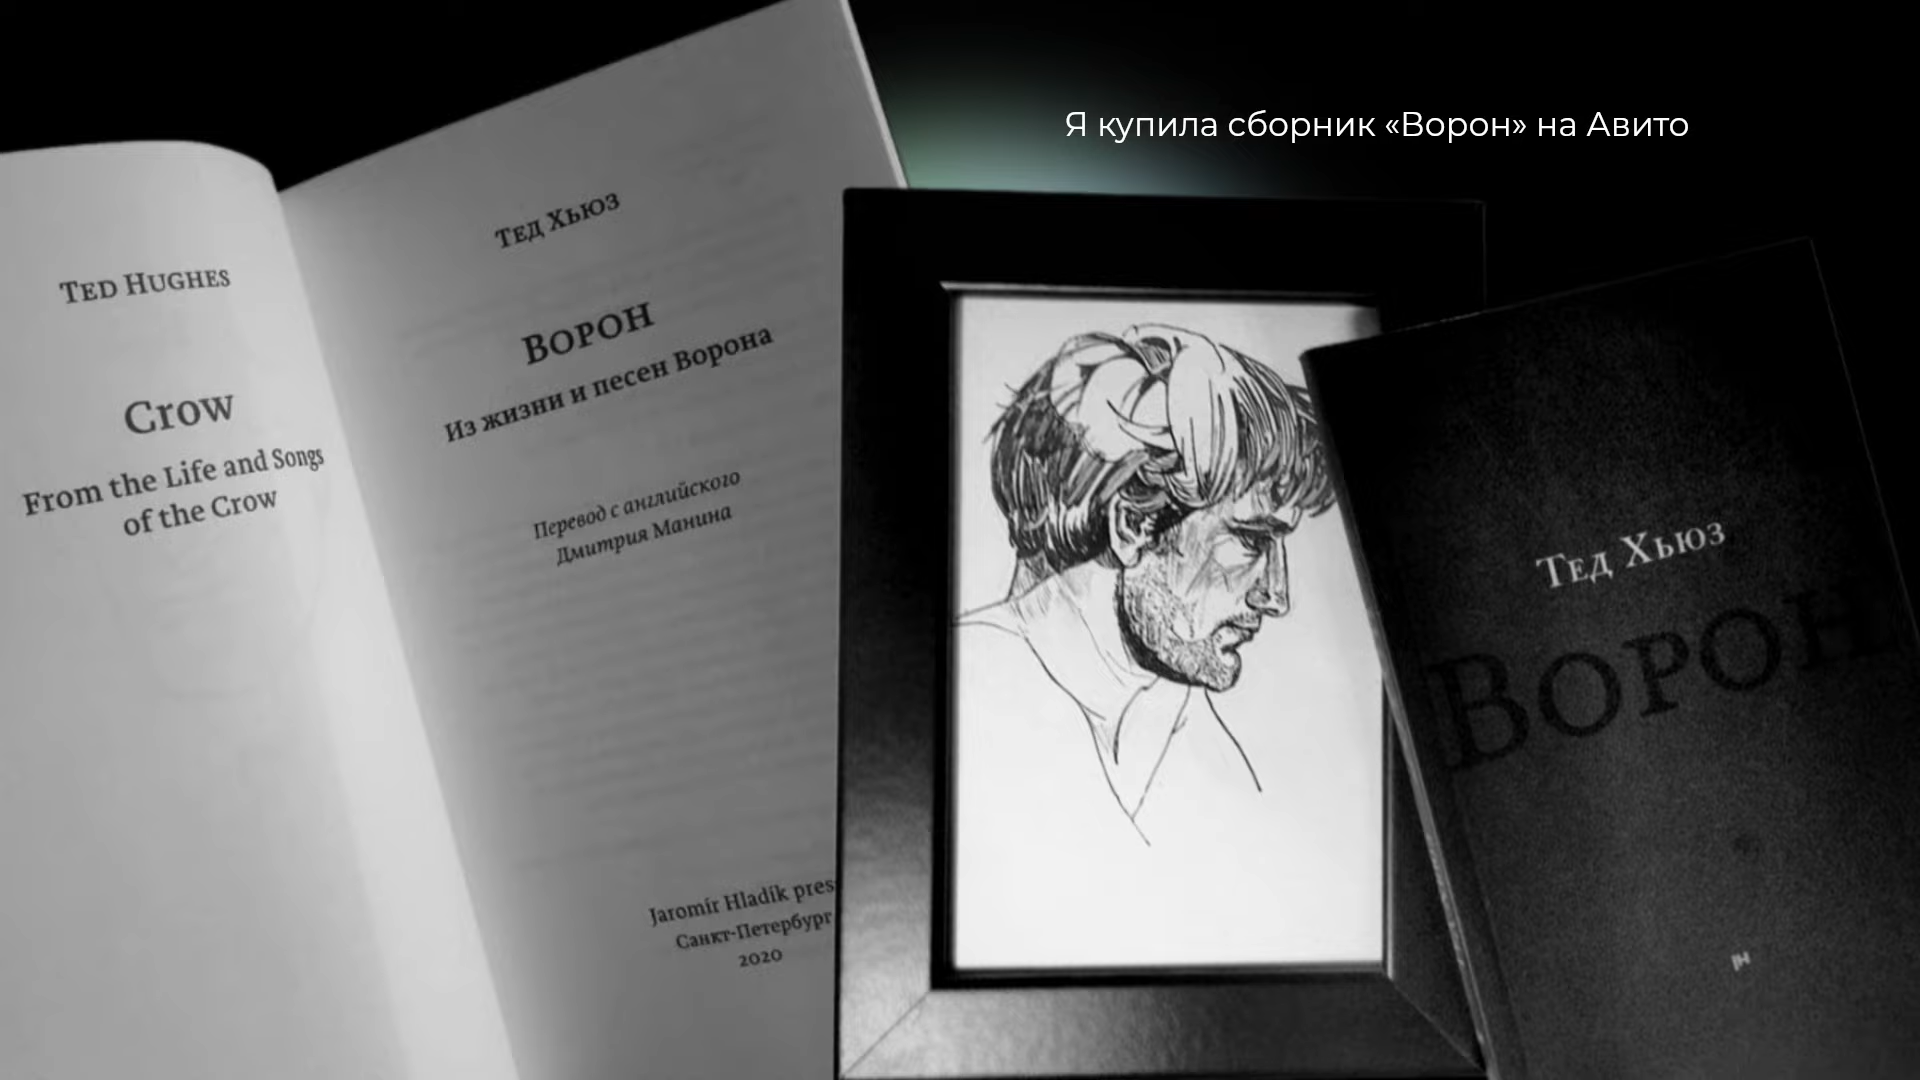 Я купила сборник «Ворон» на Авито
TED HUGHES
Crow
From the Life and Songs
of the Crow
ТЕД ХЬЮЗ
ВОРОН
Из жизни и песен Ворона
Перевод с английского
Дмитрия Манина
Jaromír Hladík pres
Санкт-Петербург
2020
ТЕД ХЬЮЗ
ВОРОН